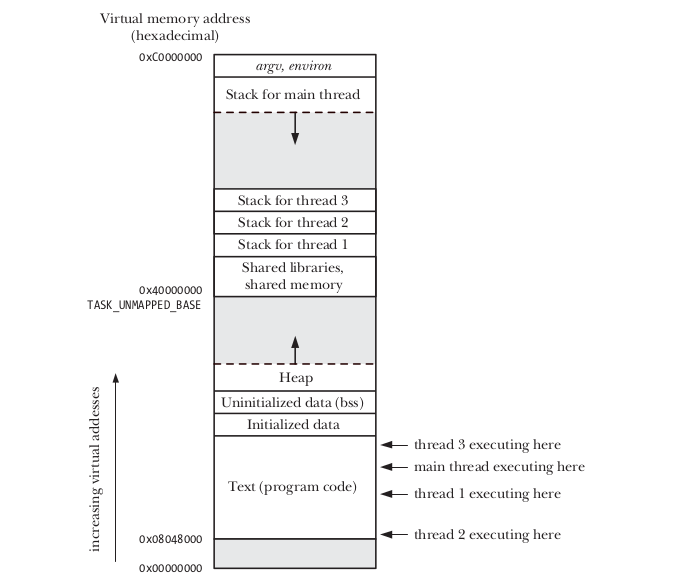 Virtual memory address
(hexadecimal)
0xC0000000
argv, environ
Stack for main thread
Stack for thread 3
Stack for thread 2
Stack for thread 1
Shared libraries,
shared memory
0x40000000
TASK_UNMAPPED_BASE
Heap
Uninitialized data (bss)
Initialized data
thread 3 executing here
main thread executing here
Text (program code)
thread 1 executing here
thread 2 executing here
0x08048000
0x00000000
increasing virtual addesses